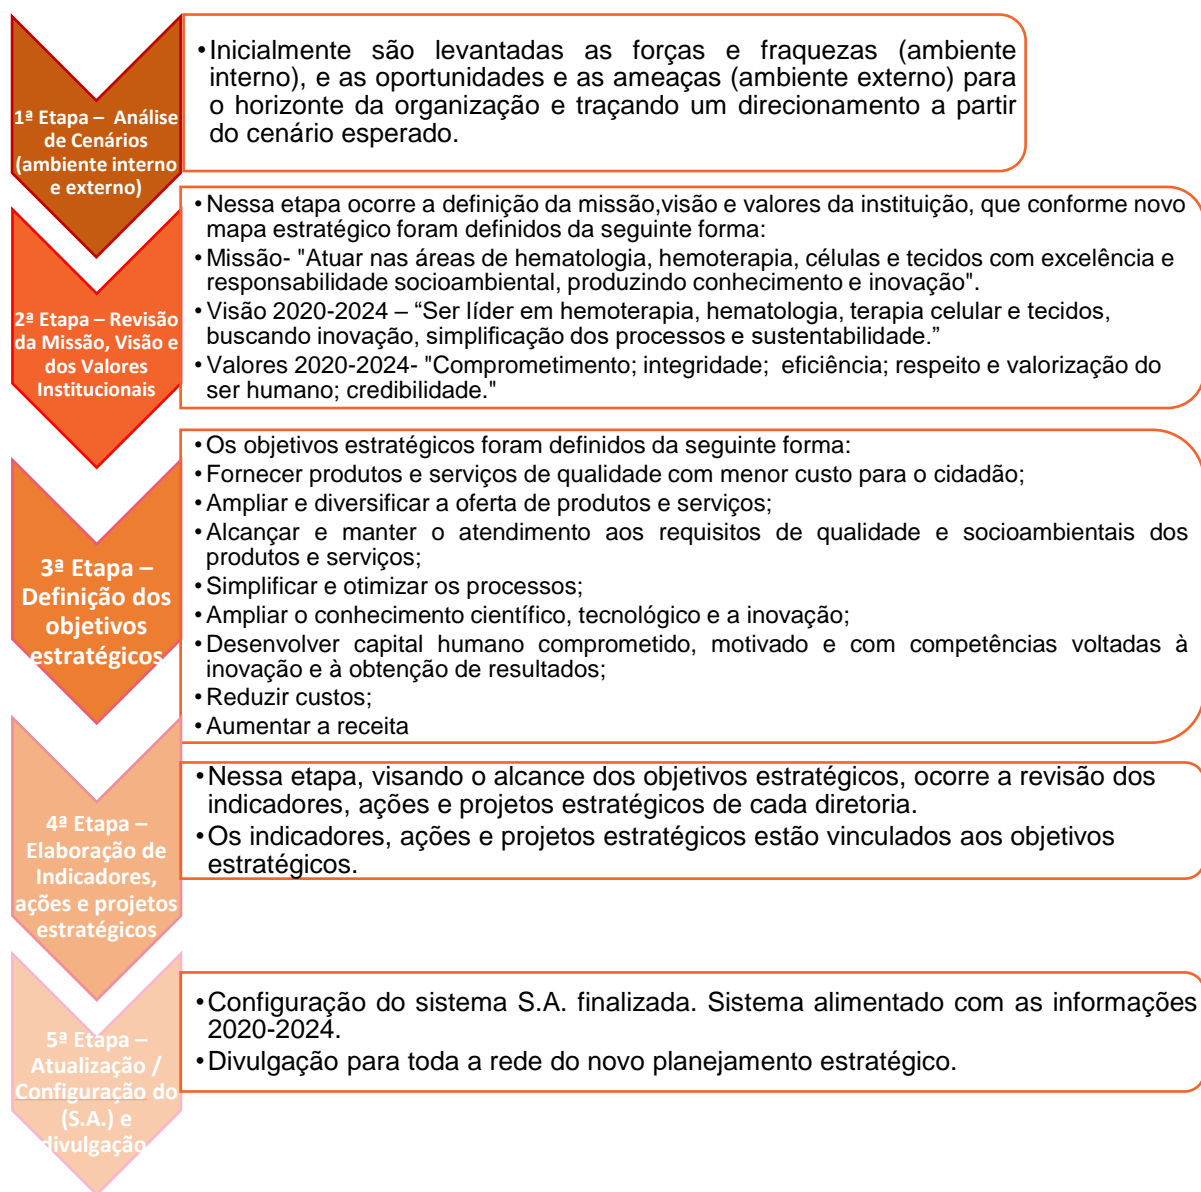 1ª Etapa – Análise
de Cenários
(ambiente interno
e externo)
•Inicialmente são levantadas as forças e fraquezas (ambiente
interno), e as oportunidades e as ameaças (ambiente externo) para
o horizonte da organização e traçando um direcionamento a partir
do cenário esperado.
2ª Etapa – Revisão
da Missão, Visão e
dos Valores
Institucionais
•Nessa etapa ocorre a definição da missão,visão e valores da instituição, que conforme novo
mapa estratégico foram definidos da seguinte forma:
•Missão- "Atuar nas áreas de hematologia, hemoterapia, células e tecidos com excelência e
responsabilidade socioambiental, produzindo conhecimento e inovação".
•Visão 2020-2024 – “Ser líder em hemoterapia, hematologia, terapia celular e tecidos,
buscando inovação, simplificação dos processos e sustentabilidade.”
•Valores 2020-2024- "Comprometimento; integridade; eficiência; respeito e valorização do
ser humano; credibilidade."
3ª Etapa –
Definição dos
objetivos
estratégicos
•Os objetivos estratégicos foram definidos da seguinte forma:
•Fornecer produtos e serviços de qualidade com menor custo para o cidadão;
•Ampliar e diversificar a oferta de produtos e serviços;
•Alcançar e manter o atendimento aos requisitos de qualidade e socioambientais dos
produtos e serviços;
•Simplificar e otimizar os processos;
•Ampliar o conhecimento científico, tecnológico e a inovação;
•Desenvolver capital humano comprometido, motivado e com competências voltadas à
inovação e à obtenção de resultados;
•Reduzir custos;
•Aumentar a receita
4ª Etapa –
Elaboração de
Indicadores,
ações e projetos
estratégicos
•Nessa etapa, visando o alcance dos objetivos estratégicos, ocorre a revisão dos
indicadores, ações e projetos estratégicos de cada diretoria.
•Os indicadores, ações e projetos estratégicos estão vinculados aos objetivos
estratégicos.
5ª Etapa –
Atualização /
Configuração do
(S.A.) e
divulgação
•Configuração do sistema S.A. finalizada. Sistema alimentado com as informações
2020-2024.
•Divulgação para toda a rede do novo planejamento estratégico.